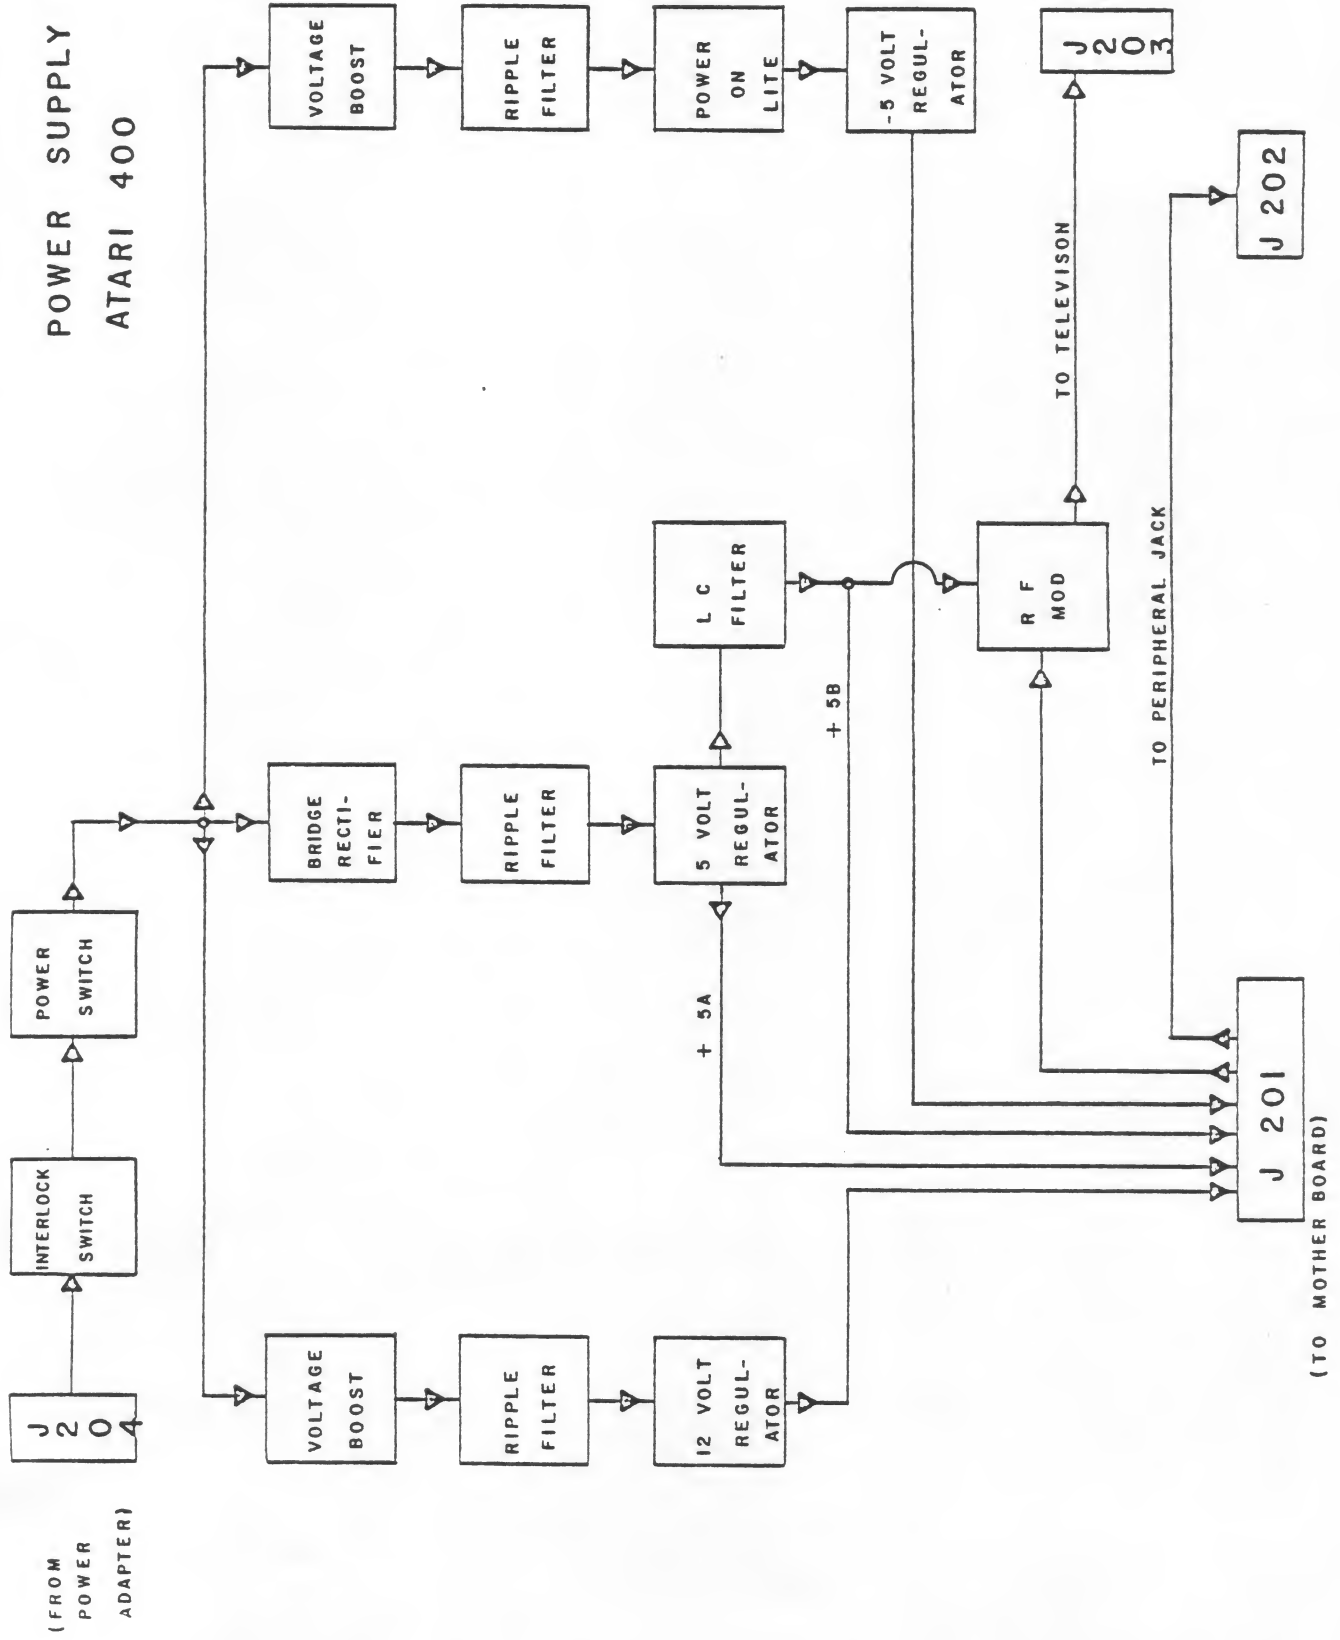 POWER SUPPLY
ATARI 400
(FROM
POWER
ADAPTER)
J
2
0
4
INTERLOCK
SWITCH
POWER
SWITCH
VOLTAGE
BOOST
BRIDGE
RECTI-
FIER
VOLTAGE
BOOST
RIPPLE
FILTER
RIPPLE
FILTER
RIPPLE
FILTER
12 VOLT
REGUL-
ATOR
5 VOLT
REGUL-
ATOR
L C
FILTER
POWER
ON
LITE
+ 5A
+ 5B
-5 VOLT
REGUL-
ATOR
R F
MOD
TO TELEVISON
J
2
0
3
TO PERIPHERAL JACK
J 201
J 202
(TO MOTHER BOARD)